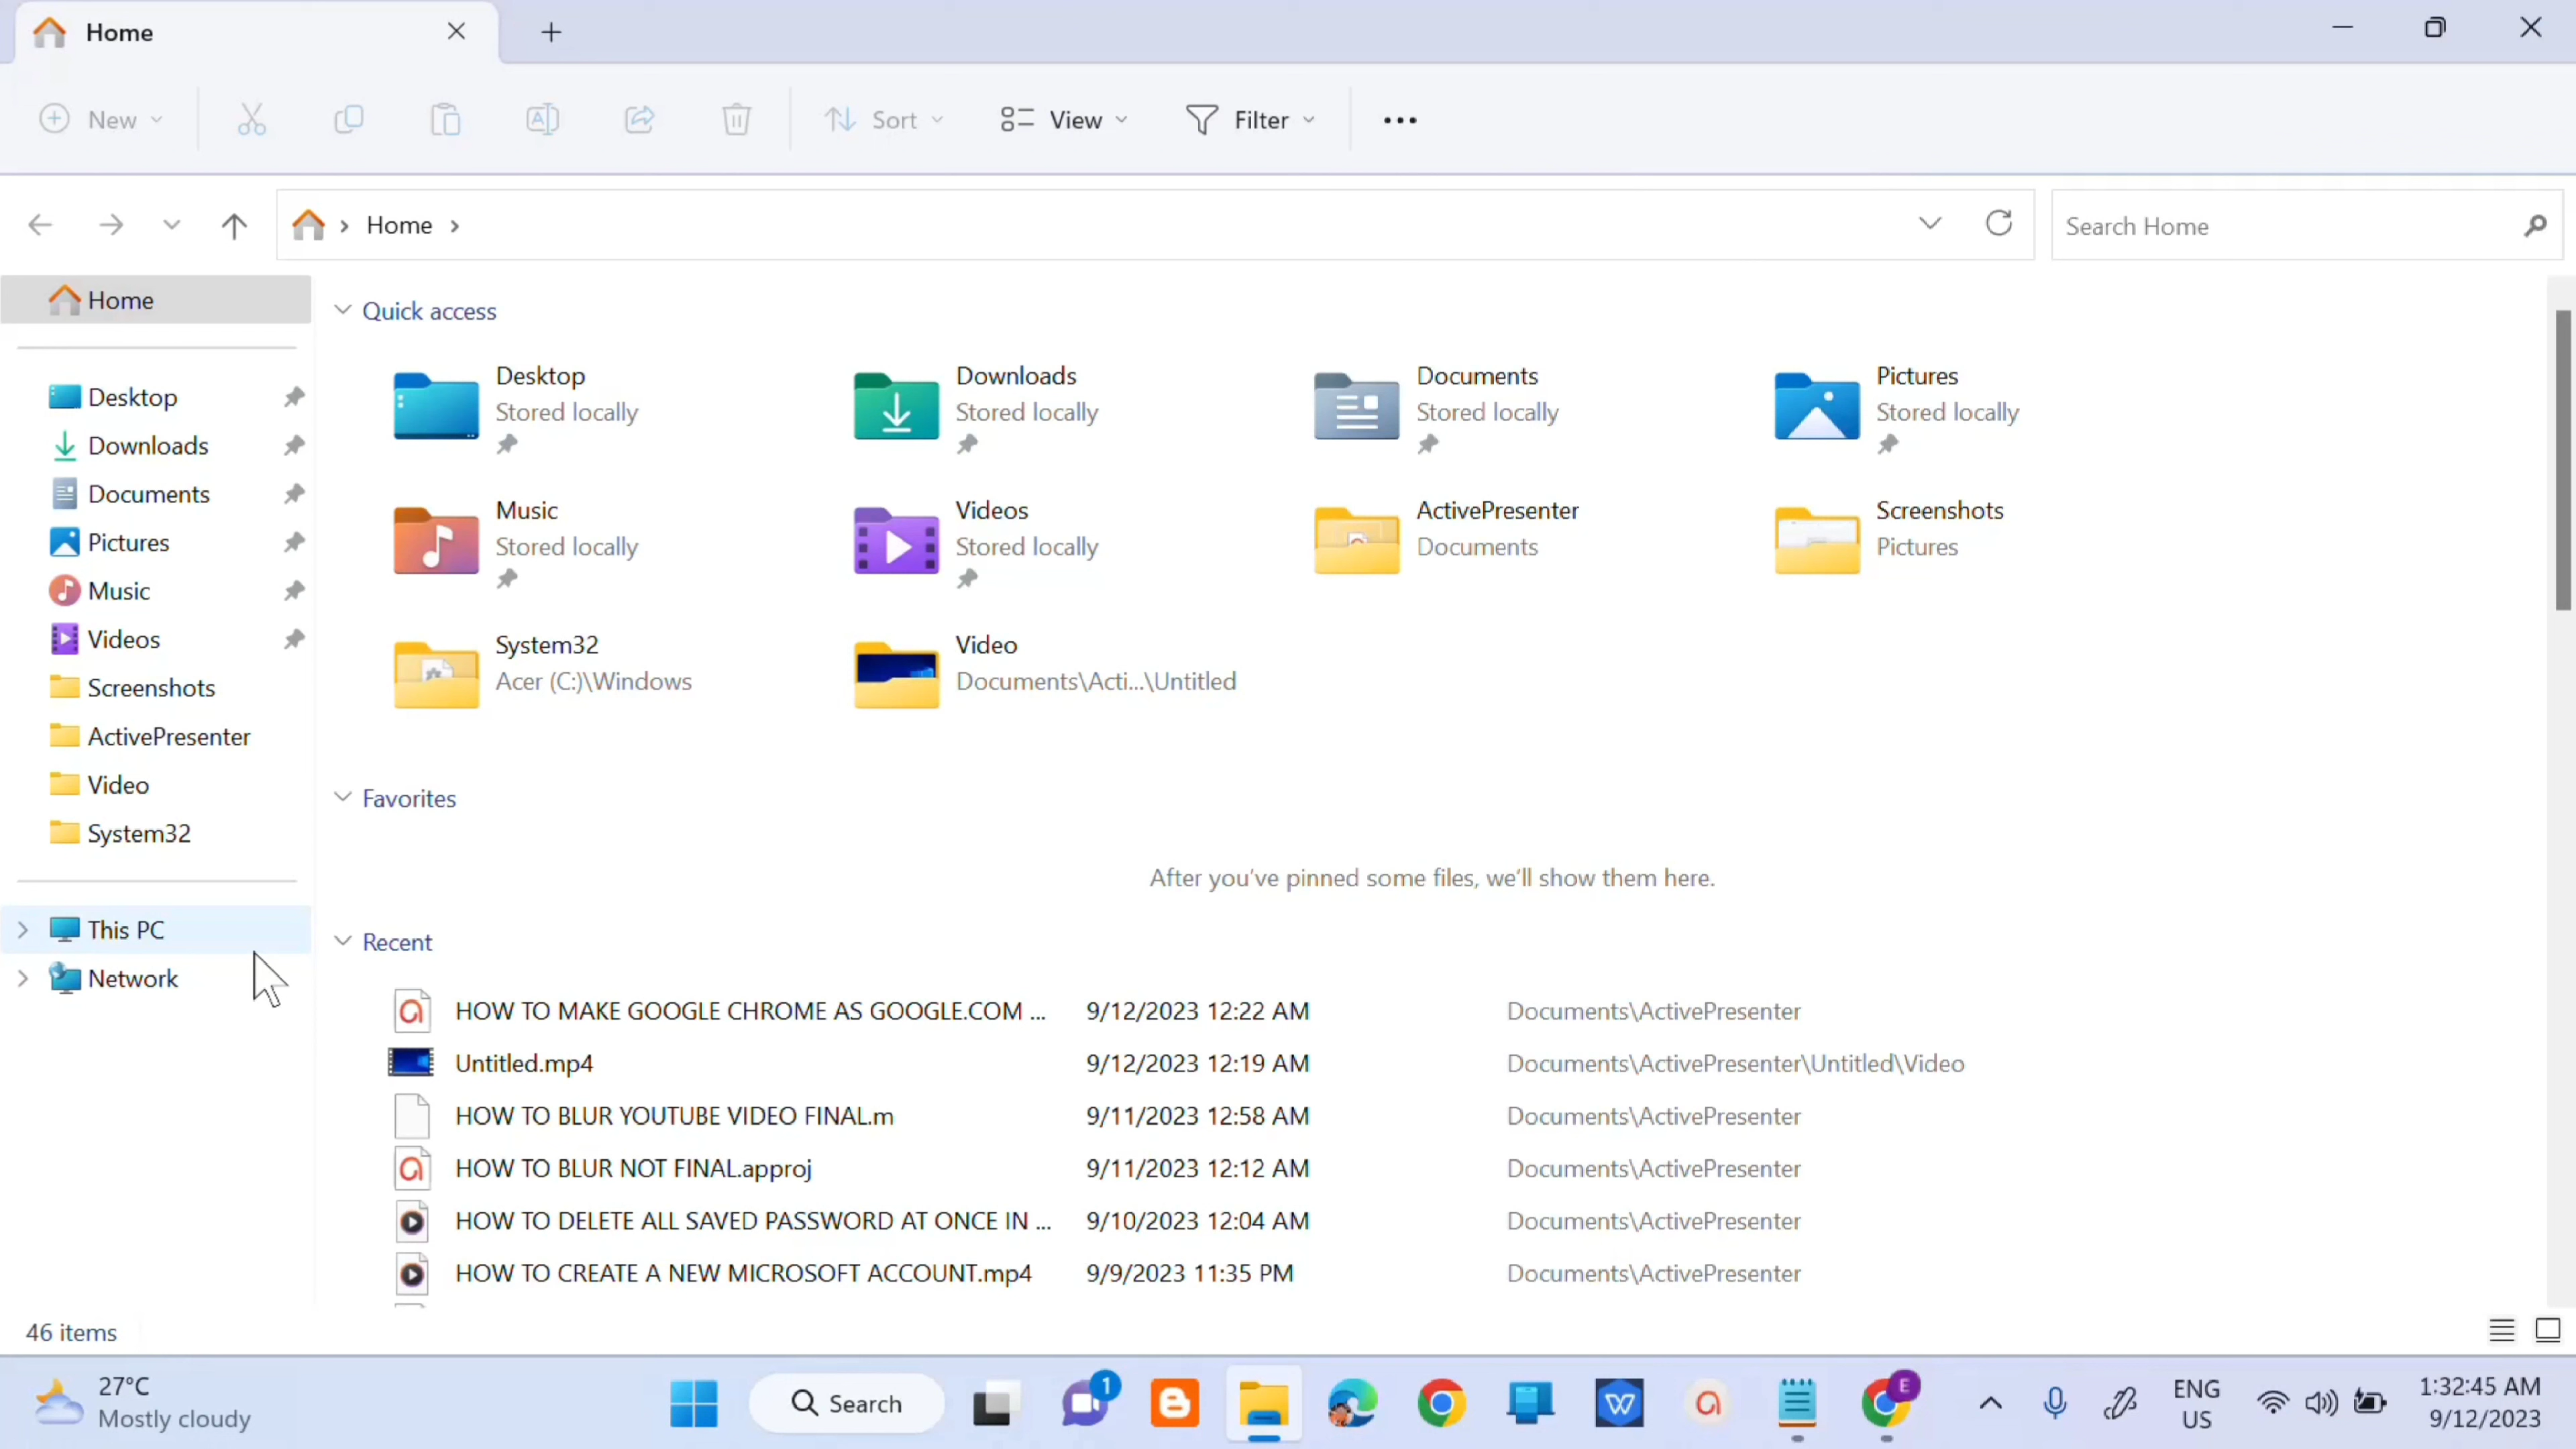 Home
New
Sort
View
Filter
Home
Search Home
Home
Desktop
Downloads
Documents
Pictures
Music
Videos
Screenshots
ActivePresenter
Video
System32
This PC
Network
Quick access
Desktop
Stored locally
Downloads
Stored locally
Documents
Stored locally
Pictures
Stored locally
Music
Stored locally
Videos
Stored locally
ActivePresenter
Documents
Screenshots
Pictures
System32
Acer (C:)\Windows
Video
Documents\Acti...\Untitled
Favorites
After you've pinned some files, we'll show them here.
Recent
HOW TO MAKE GOOGLE CHROME AS GOOGLE.COM ... 9/12/2023 12:22 AM Documents\ActivePresenter
Untitled.mp4 9/12/2023 12:19 AM Documents\ActivePresenter\Untitled\Video
HOW TO BLUR YOUTUBE VIDEO FINAL.m 9/11/2023 12:58 AM Documents\ActivePresenter
HOW TO BLUR NOT FINAL.approj 9/11/2023 12:12 AM Documents\ActivePresenter
HOW TO DELETE ALL SAVED PASSWORD AT ONCE IN ... 9/10/2023 12:04 AM Documents\ActivePresenter
HOW TO CREATE A NEW MICROSOFT ACCOUNT.mp4 9/9/2023 11:35 PM Documents\ActivePresenter
46 items
27°C
Mostly cloudy
Search
1
E
ENG
US
1:32:45 AM
9/12/2023